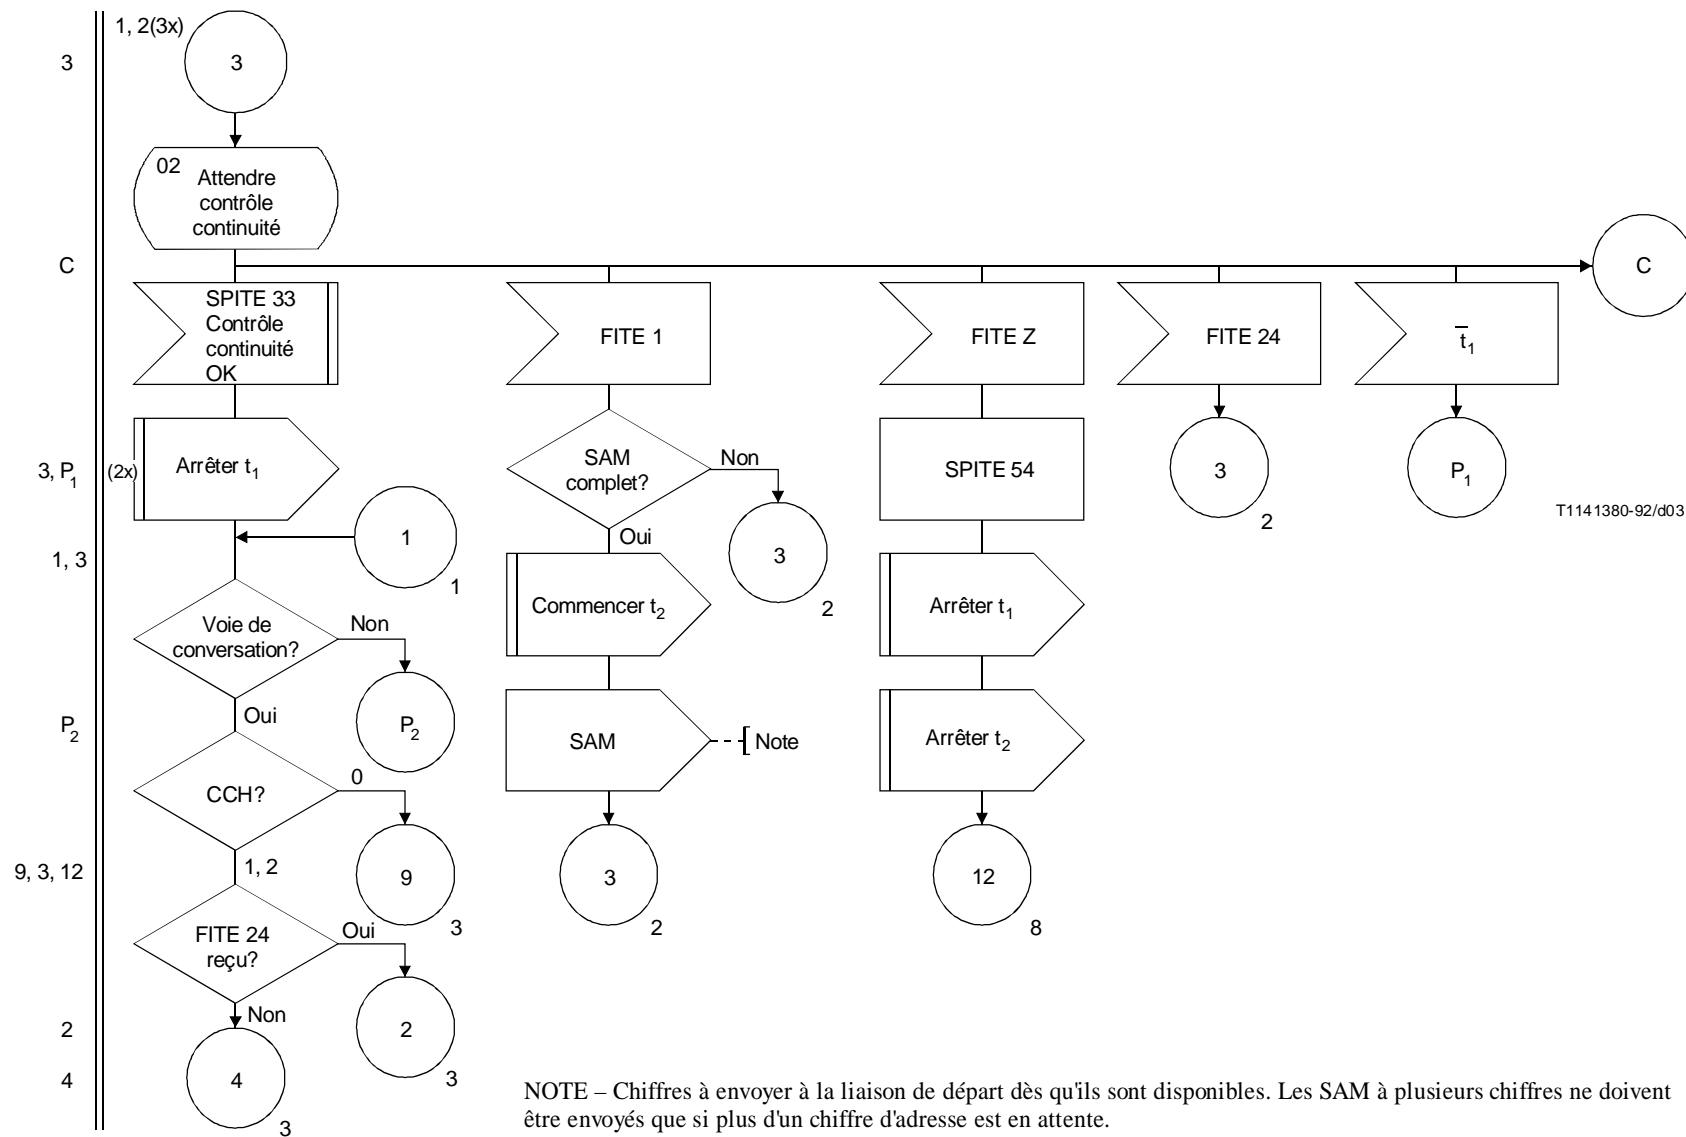 1, 2(3x)
3
3
02
Attendre
contrôle
continuité
C
C
SPITE 33
Contrôle
continuité
OK
FITE 1
FITE Z
FITE 24
t̅1
3, P1
(2x)
Arrêter t1
SAM
complet?
Non
SPITE 54
3
2
P1
T1141380-92/d03
Oui
1
1
3
2
1, 3
Commencer t2
Arrêter t1
Voie de
conversation?
Non
Oui
P2
P2
SAM
Note
Arrêter t2
CCH?
0
1, 2
9, 3, 12
9
3
3
2
12
8
FITE 24
reçu?
Oui
Non
2
2
3
4
4
3
NOTE – Chiffres à envoyer à la liaison de départ dès qu'ils sont disponibles. Les SAM à plusieurs chiffres ne doivent
être envoyés que si plus d'un chiffre d'adresse est en attente.